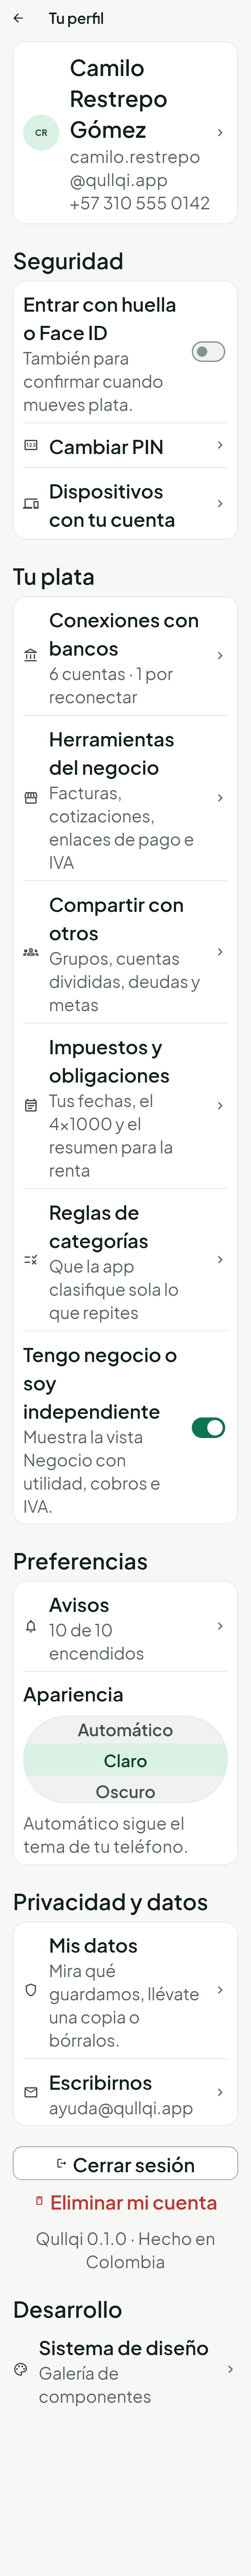 Tu perfil
Camilo
Restrepo
Gómez
CR
camilo.restrepo
@qullqi.app
+57 310 555 0142
Seguridad
Entrar con huella
o Face ID
También para
confirmar cuando
mueves plata.
123
Cambiar PIN
Dispositivos
con tu cuenta
Tu plata
Conexiones con
bancos
6 cuentas · 1 por
reconectar
Herramientas
del negocio
Facturas,
cotizaciones,
enlaces de pago e
IVA
Compartir con
otros
Grupos, cuentas
divididas, deudas y
metas
Impuestos y
obligaciones
Tus fechas, el
4×1000 y el
resumen para la
renta
Reglas de
categorías
Que la app
clasifique sola lo
que repites
Tengo negocio o
soy
independiente
Muestra la vista
Negocio con
utilidad, cobros e
IVA.
Preferencias
Avisos
10 de 10
encendidos
Apariencia
Automático
Claro
Oscuro
Automático sigue el
tema de tu teléfono.
Privacidad y datos
Mis datos
Mira qué
guardamos, llévate
una copia o
bórralos.
Escribirnos
ayuda@qullqi.app
Cerrar sesión
Eliminar mi cuenta
Qullqi 0.1.0 · Hecho en
Colombia
Desarrollo
Sistema de diseño
Galería de
componentes